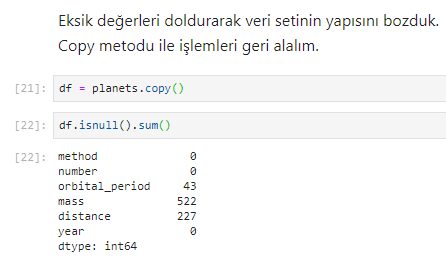 Eksik değerleri doldurarak veri setinin yapısını bozduk.
Copy metodu ile işlemleri geri alalım.
[21]: df = planets.copy()
[22]: df.isnull().sum()
[22]: method 0
number 0
orbital_period 43
mass 522
distance 227
year 0
dtype: int64